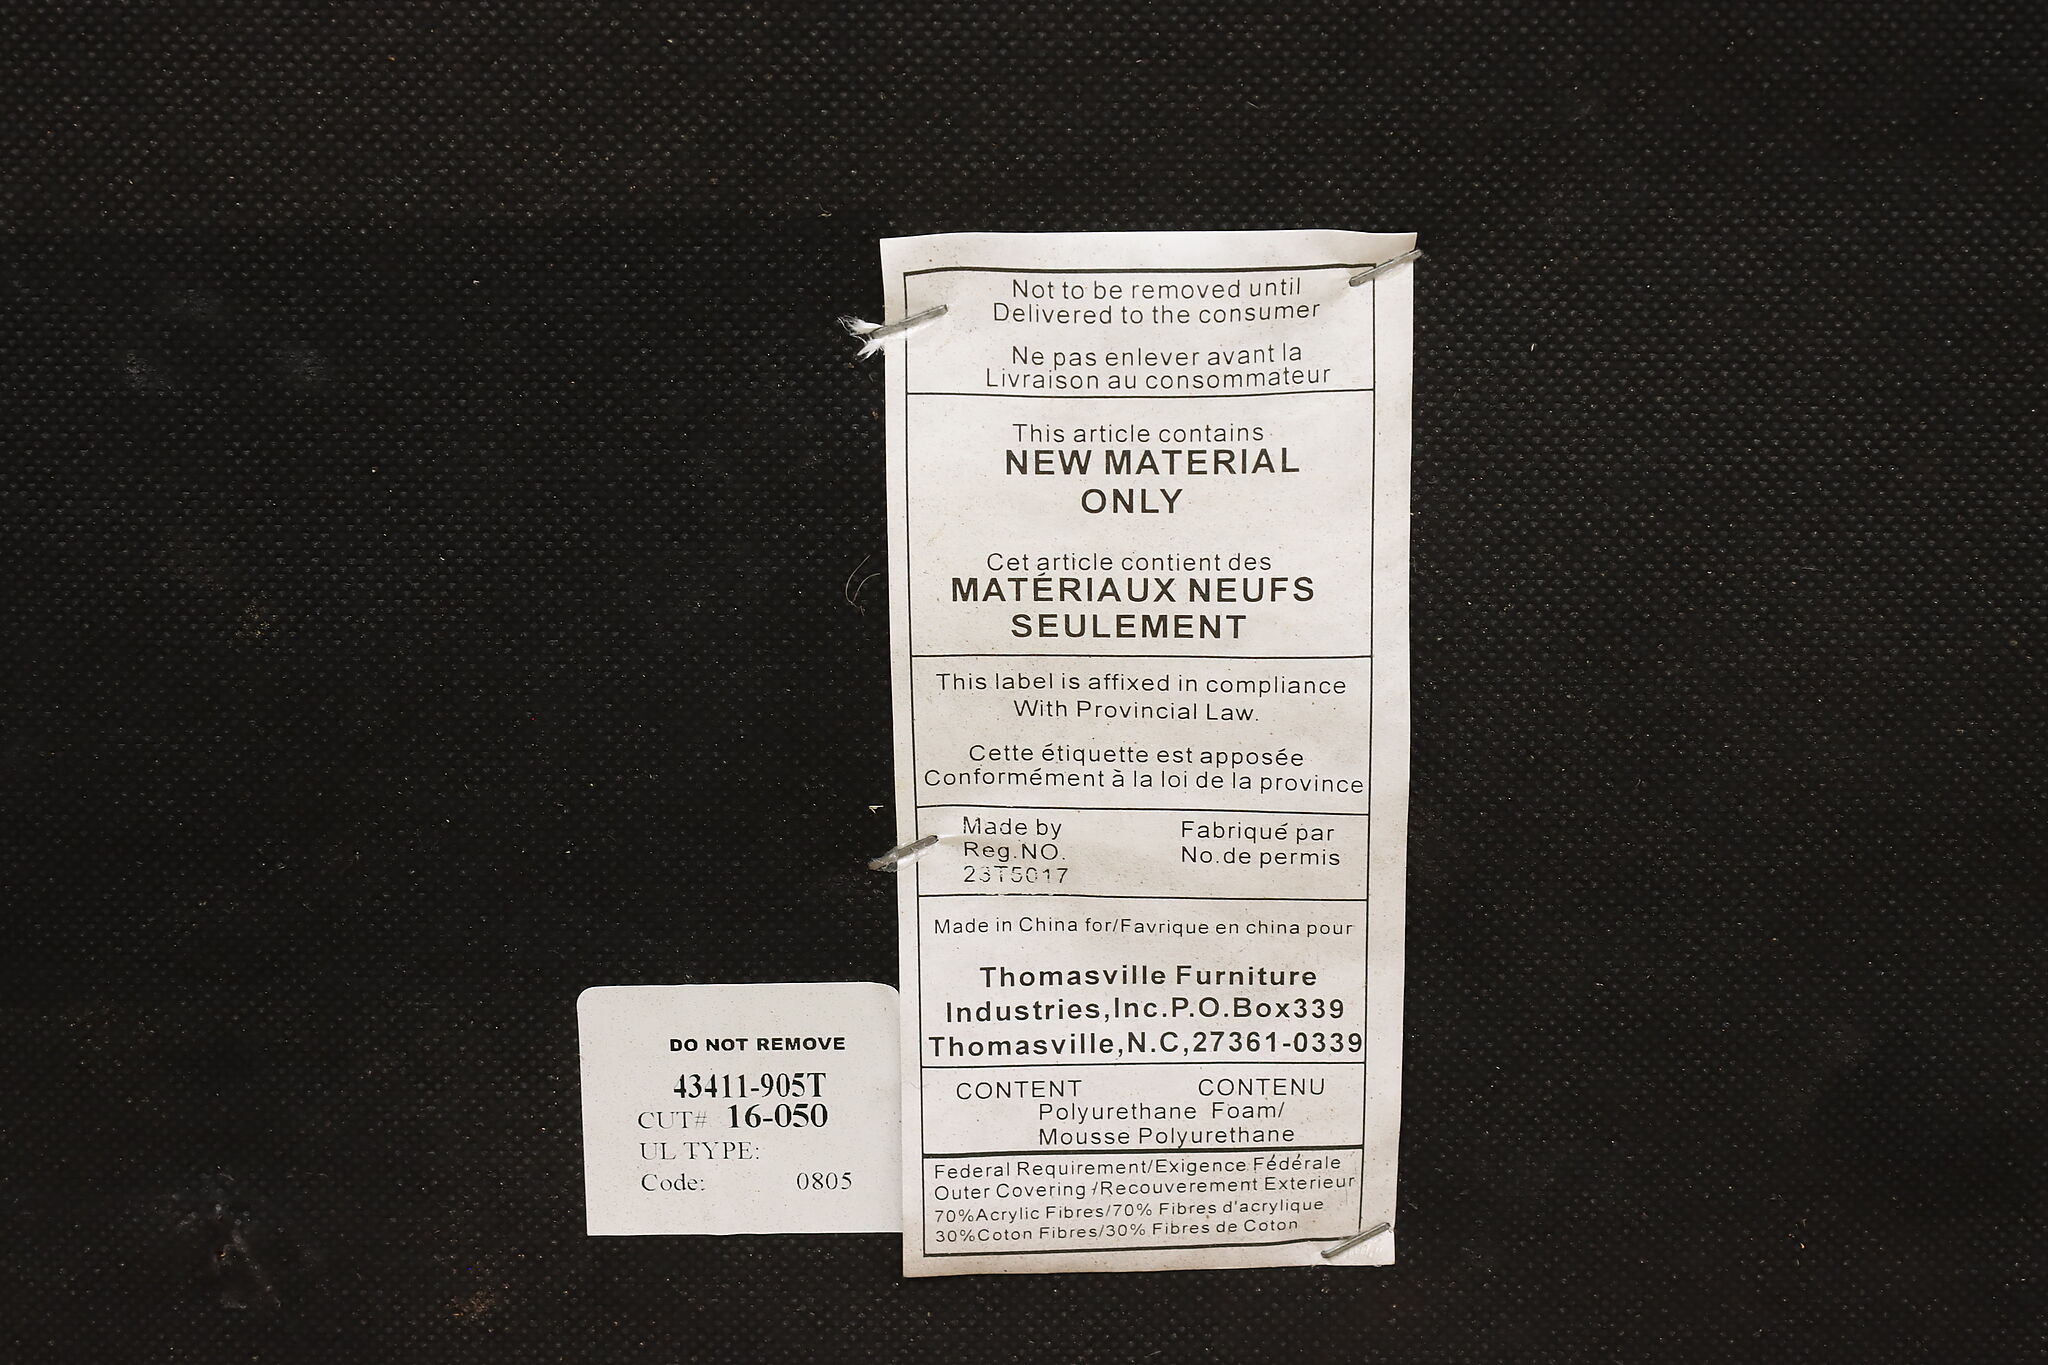 Not to be removed until
Delivered to the consumer
Ne pas enlever avant la
Livraison au consommateur
This article contains
NEW MATERIAL
ONLY
Cet article contient des
MATÉRIAUX NEUFS
SEULEMENT
This label is affixed in compliance
With Provincial Law.
Cette étiquette est apposée
Conformément à la loi de la province
Made by Fabriqué par
Reg.NO. No.de permis
23T5017
Made in China for/Favrique en china pour
Thomasville Furniture
Industries,Inc.P.O.Box339
Thomasville,N.C,27361-0339
CONTENT CONTENU
Polyurethane Foam/
Mousse Polyurethane
Federal Requirement/Exigence Fédérale
Outer Covering/Recouverement Exterieur
70%Acrylic Fibres/70% Fibres d'acrylique
30%Coton Fibres/30% Fibres de Coton
DO NOT REMOVE
43411-905T
CUT# 16-050
UL TYPE:
Code: 0805